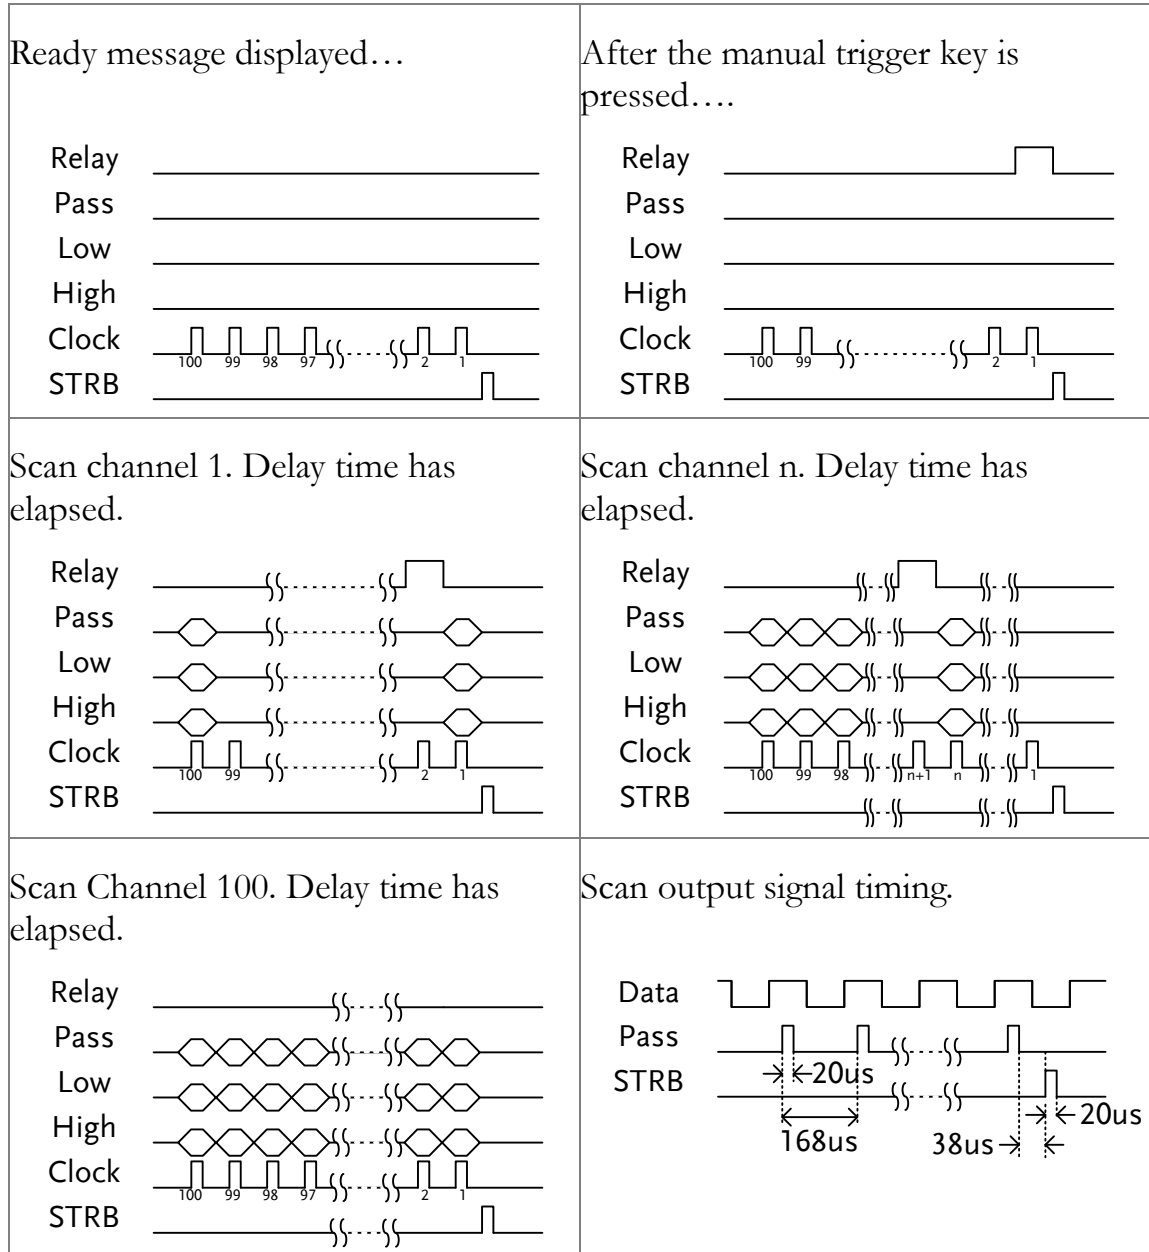 Ready message displayed…
Relay
Pass
Low
High
Clock
100 99 98 97 2 1
STRB
After the manual trigger key is
pressed….
Relay
Pass
Low
High
Clock
100 99 2 1
STRB
Scan channel 1. Delay time has
elapsed.
Relay
Pass
Low
High
Clock
100 99 2 1
STRB
Scan channel n. Delay time has
elapsed.
Relay
Pass
Low
High
Clock
100 99 98 n+1 n 1
STRB
Scan Channel 100. Delay time has
elapsed.
Relay
Pass
Low
High
Clock
100 99 98 97 2 1
STRB
Scan output signal timing.
Data
Pass
STRB
20us
20us
168us
38us